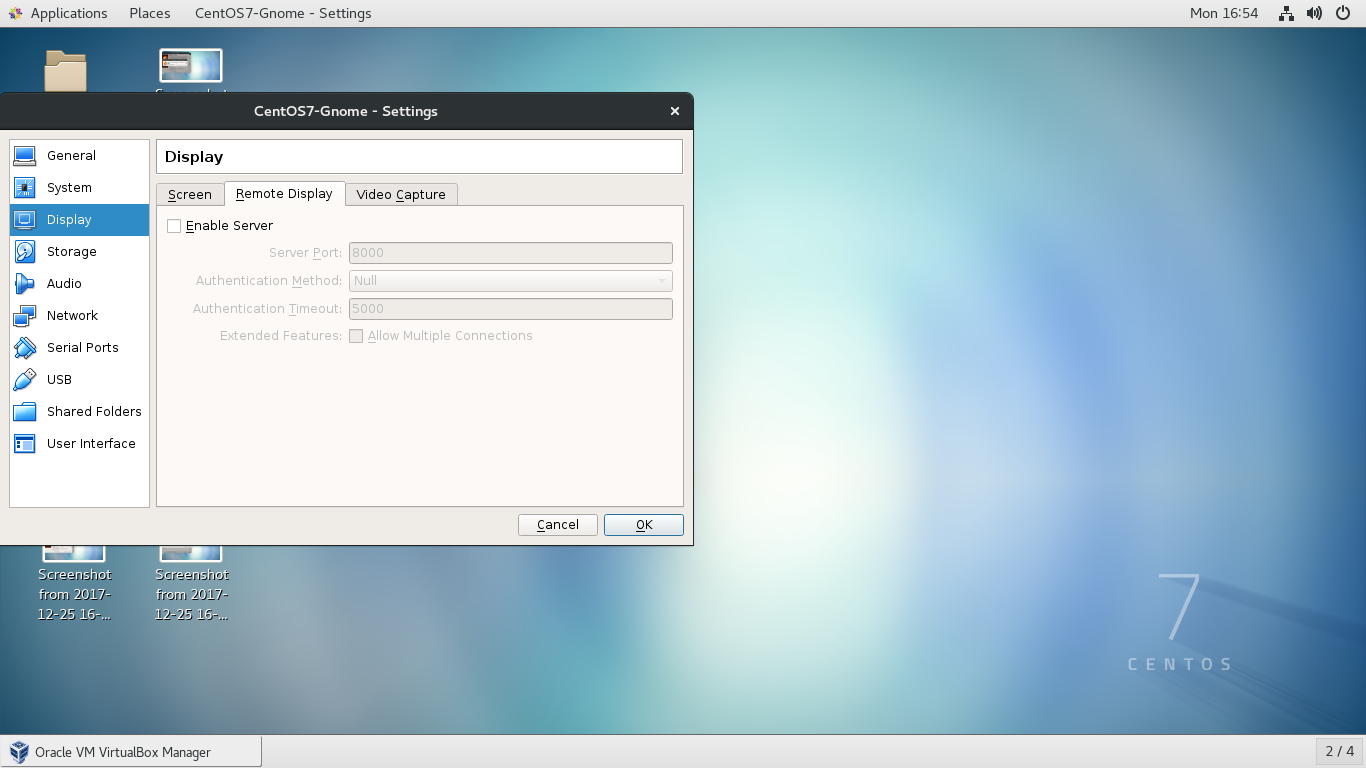 Applications Places CentOS7-Gnome - Settings Mon 16:54
CentOS7-Gnome - Settings
General
System
Display
Storage
Audio
Network
Serial Ports
USB
Shared Folders
User Interface
Display
Screen Remote Display Video Capture
Enable Server
Server Port: 8000
Authentication Method: Null
Authentication Timeout: 5000
Extended Features: Allow Multiple Connections
Cancel OK
Screenshot
from 2017-
12-25 16-...
Screenshot
from 2017-
12-25 16-...
7
CENTOS
Oracle VM VirtualBox Manager
2 / 4